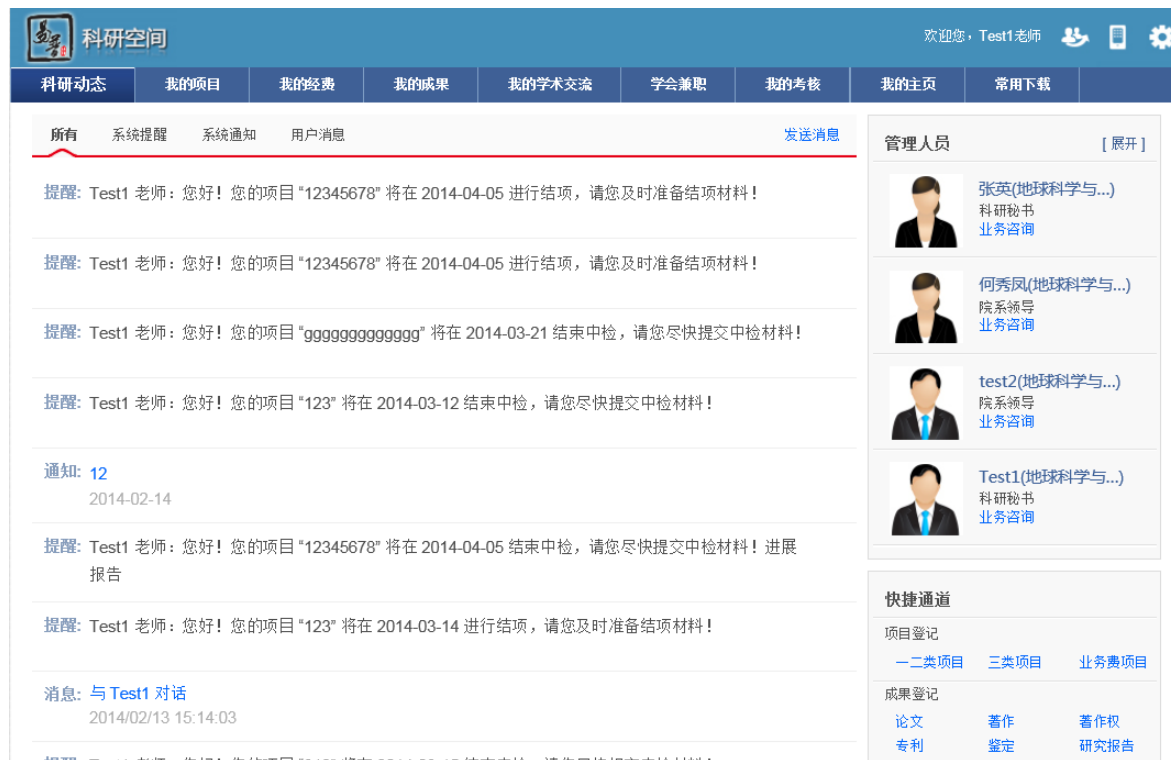 易普
科研空间
欢迎您，Test1老师
科研动态 我的项目 我的经费 我的成果 我的学术交流 学会兼职 我的考核 我的主页 常用下载
所有 系统提醒 系统通知 用户消息 发送消息
提醒: Test1 老师：您好！您的项目 “12345678” 将在 2014-04-05 进行结项，请您及时准备结项材料！
提醒: Test1 老师：您好！您的项目 “12345678” 将在 2014-04-05 进行结项，请您及时准备结项材料！
提醒: Test1 老师：您好！您的项目 “ggggggggggggg” 将在 2014-03-21 结束中检，请您尽快提交中检材料！
提醒: Test1 老师：您好！您的项目 “123” 将在 2014-03-12 结束中检，请您尽快提交中检材料！
通知: 12
2014-02-14
提醒: Test1 老师：您好！您的项目 “12345678” 将在 2014-04-05 结束中检，请您尽快提交中检材料！进展
报告
提醒: Test1 老师：您好！您的项目 “123” 将在 2014-03-14 进行结项，请您及时准备结项材料！
消息: 与 Test1 对话
2014/02/13 15:14:03
管理人员 [ 展开 ]
张英(地球科学与...)
科研秘书
业务咨询
何秀凤(地球科学与...)
院系领导
业务咨询
test2(地球科学与...)
院系领导
业务咨询
Test1(地球科学与...)
科研秘书
业务咨询
快捷通道
项目登记
一二类项目 三类项目 业务费项目
成果登记
论文 著作 著作权
专利 鉴定 研究报告